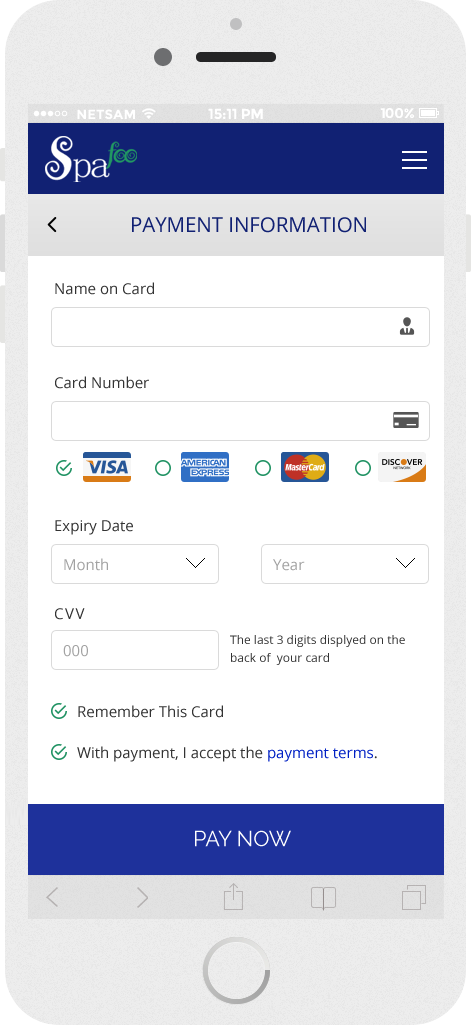 NETSAM 15:11 PM 100%
Spa foo
PAYMENT INFORMATION
Name on Card
Card Number
VISA AMERICAN EXPRESS MasterCard DISCOVER NETWORK
Expiry Date
Month Year
CVV
000
The last 3 digits displyed on the
back of your card
Remember This Card
With payment, I accept the payment terms.
PAY NOW